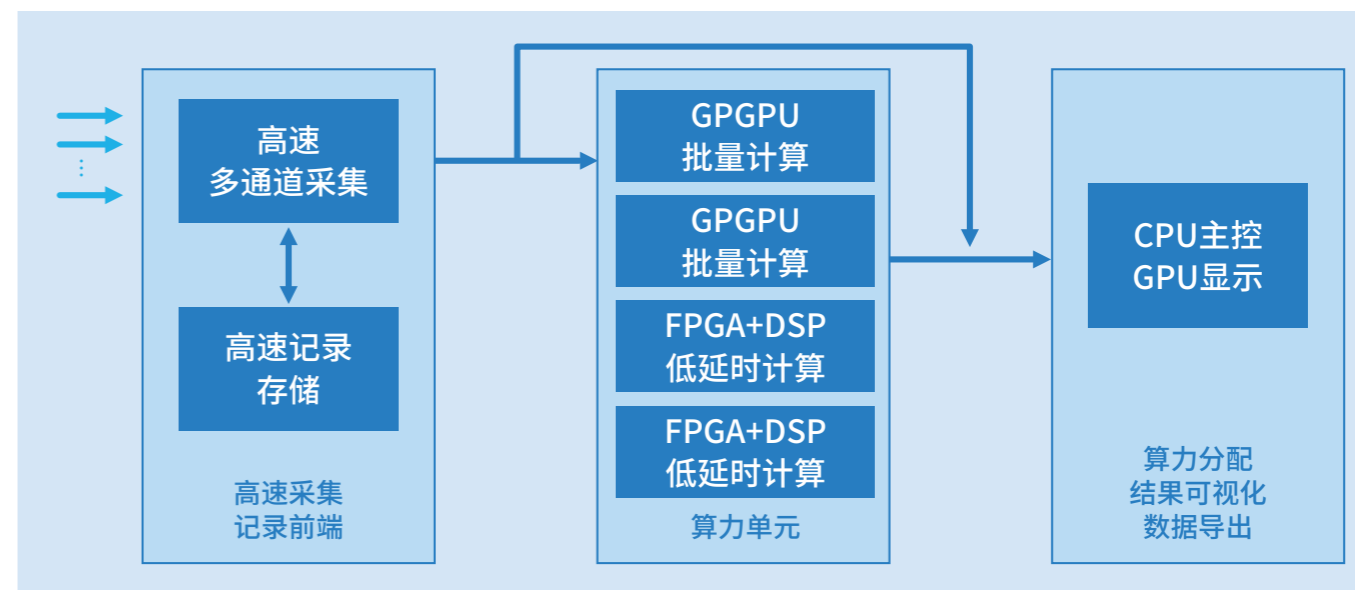 高速
多通道采集
高速记录
存储
高速采集
记录前端
GPGPU
批量计算
GPGPU
批量计算
FPGA+DSP
低延时计算
FPGA+DSP
低延时计算
算力单元
CPU主控
GPU显示
算力分配
结果可视化
数据导出